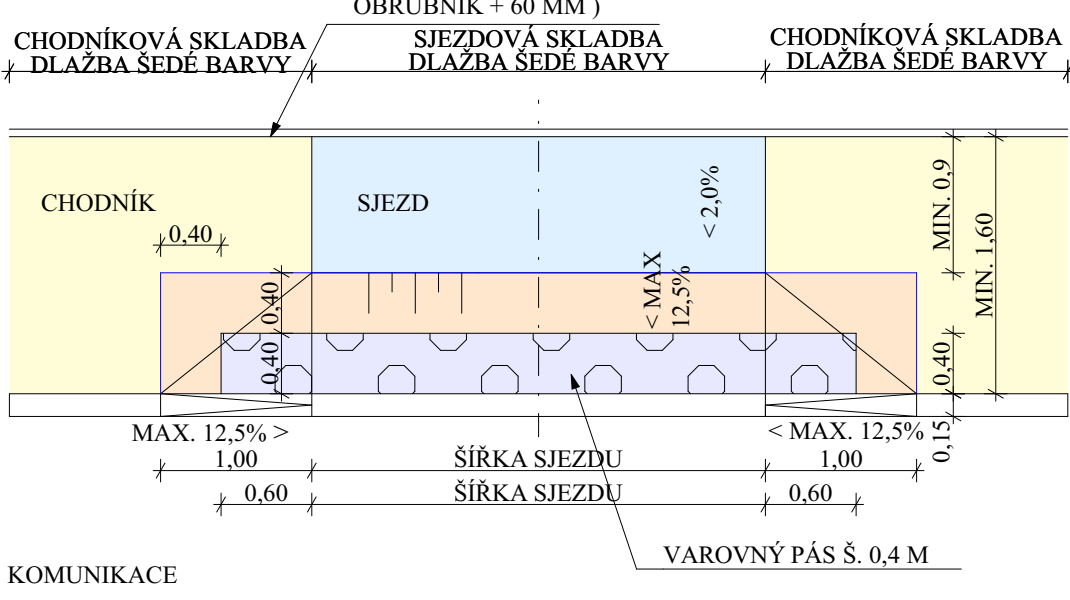 OBRUBNÍK + 60 MM )
CHODNÍKOVÁ SKLADBA
DLAŽBA ŠEDÉ BARVY
SJEZDOVÁ SKLADBA
DLAŽBA ŠEDÉ BARVY
CHODNÍKOVÁ SKLADBA
DLAŽBA ŠEDÉ BARVY
CHODNÍK
SJEZD
< 2,0%
MIN. 0,9
MIN. 1,60
0,40
0,40
0,40
< MAX
12,5%
0,40
0,15
MAX. 12,5% >
< MAX. 12,5%
1,00
ŠÍŘKA SJEZDU
1,00
0,60
ŠÍŘKA SJEZDU
0,60
VAROVNÝ PÁS Š. 0,4 M
KOMUNIKACE